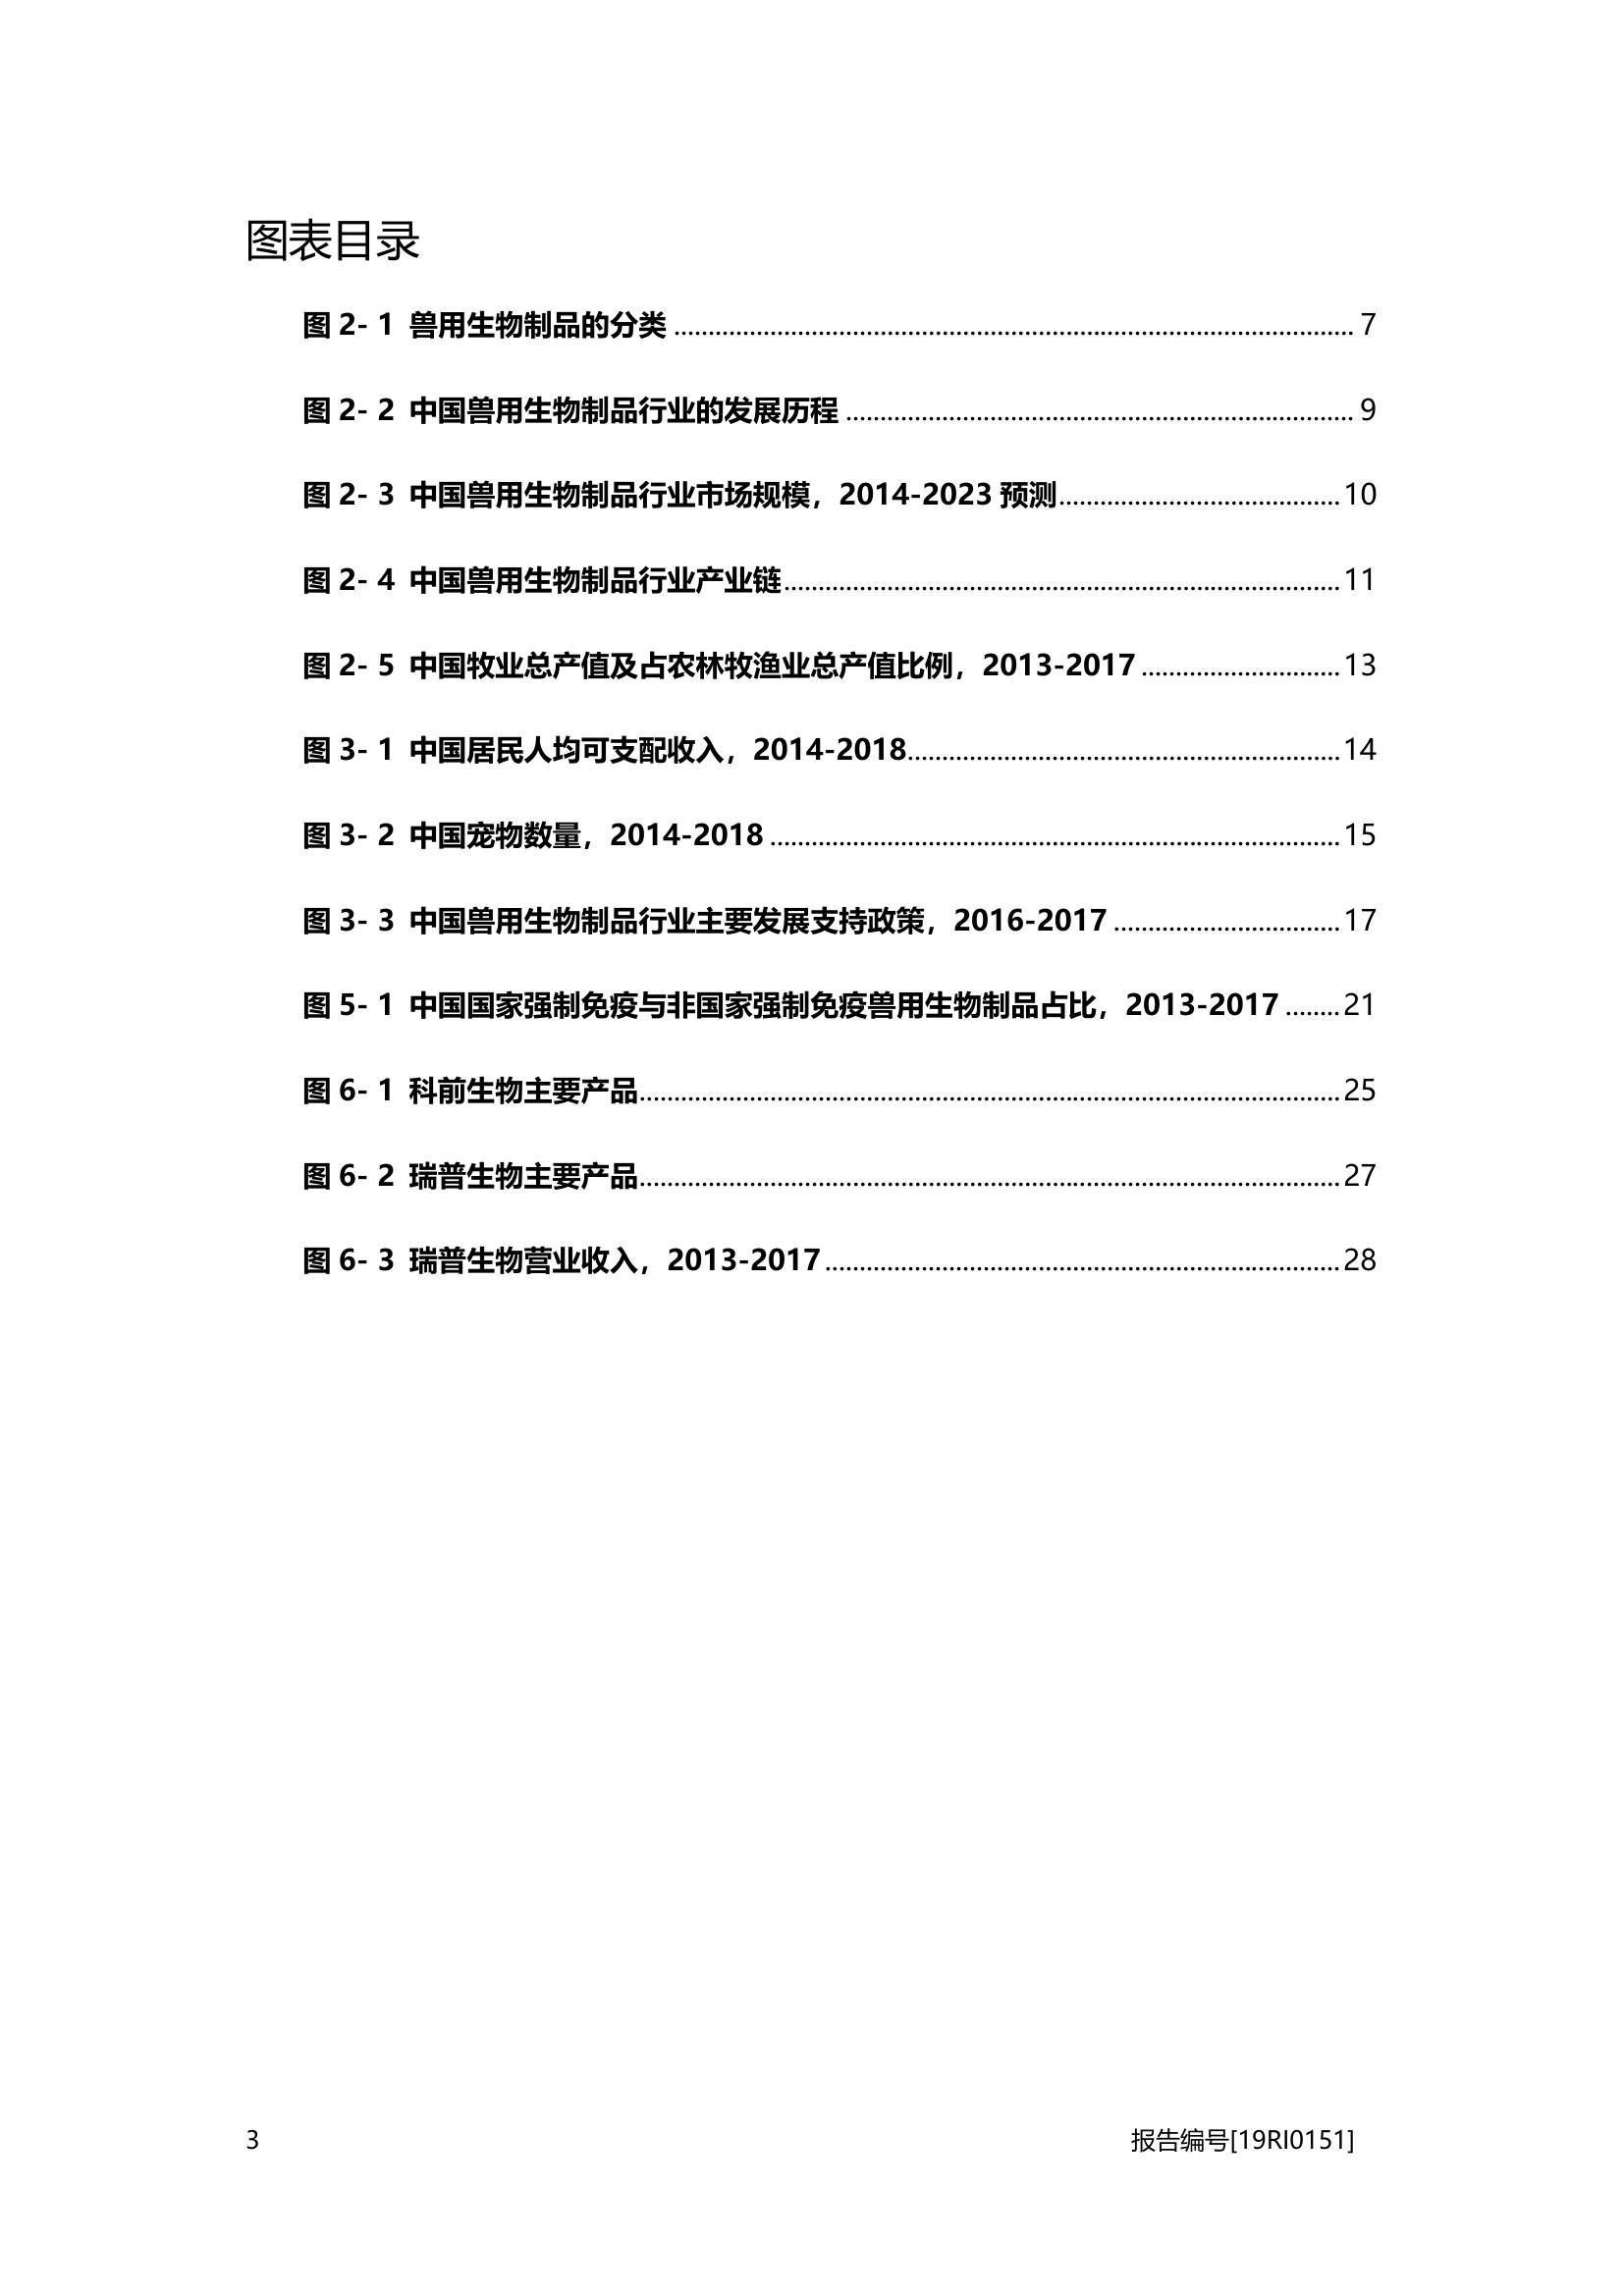 图表目录
图 2- 1 兽用生物制品的分类 ........................................ 7
图 2- 2 中国兽用生物制品行业的发展历程 ........................................ 9
图 2- 3 中国兽用生物制品行业市场规模，2014-2023 预测........................................10
图 2- 4 中国兽用生物制品行业产业链........................................11
图 2- 5 中国牧业总产值及占农林牧渔业总产值比例，2013-2017 ........................................13
图 3- 1 中国居民人均可支配收入，2014-2018........................................14
图 3- 2 中国宠物数量，2014-2018 ........................................15
图 3- 3 中国兽用生物制品行业主要发展支持政策，2016-2017 ........................................17
图 5- 1 中国国家强制免疫与非国家强制免疫兽用生物制品占比，2013-2017 ........21
图 6- 1 科前生物主要产品........................................25
图 6- 2 瑞普生物主要产品........................................27
图 6- 3 瑞普生物营业收入，2013-2017........................................28
3 报告编号[19RI0151]